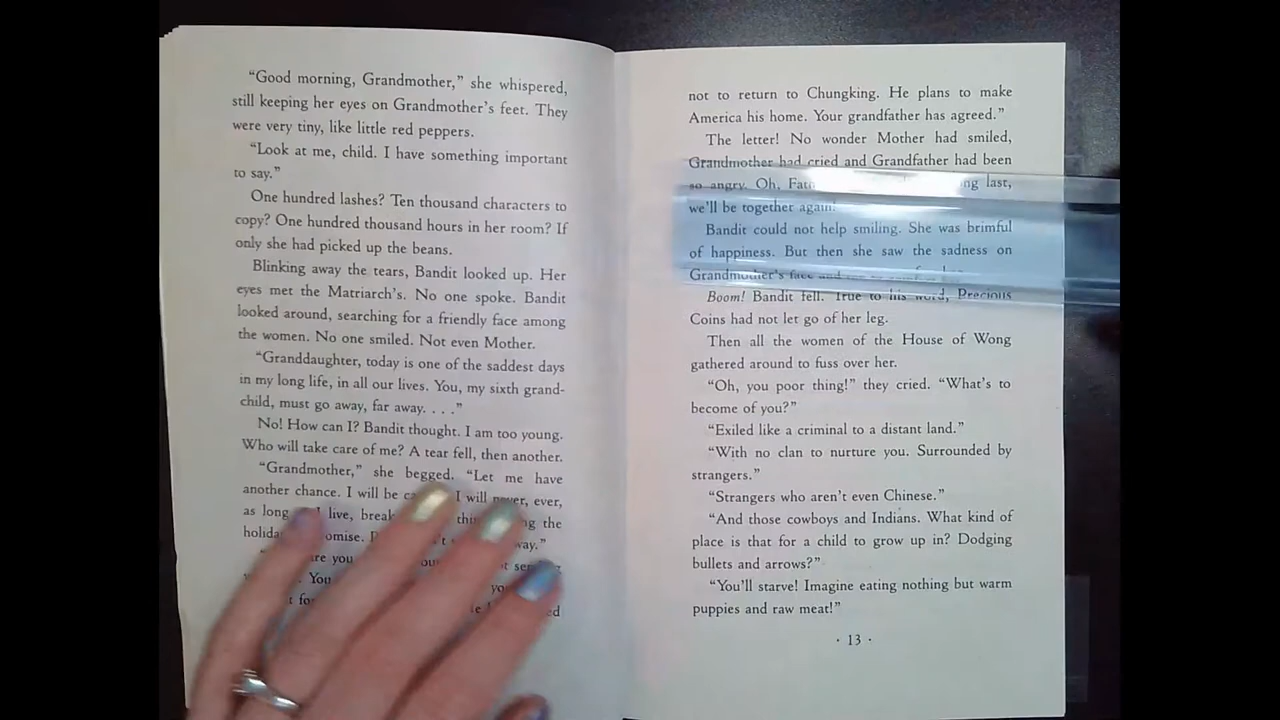 “Good morning, Grandmother,” she whispered,
still keeping her eyes on Grandmother’s feet. They
were very tiny, like little red peppers.
“Look at me, child. I have something important
to say.”
One hundred lashes? Ten thousand characters to
copy? One hundred thousand hours in her room? If
only she had picked up the beans.
Blinking away the tears, Bandit looked up. Her
eyes met the Matriarch’s. No one spoke. Bandit
looked around, searching for a friendly face among
the women. No one smiled. Not even Mother.
“Granddaughter, today is one of the saddest days
in my long life, in all our lives. You, my sixth grand-
child, must go away, far away. . . .”
No! How can I? Bandit thought. I am too young.
Who will take care of me? A tear fell, then another.
“Grandmother,” she begged. “Let me have
another chance. I will be I will never, ever,
as long live, break the
You
not to return to Chungking. He plans to make
America his home. Your grandfather has agreed.”
The letter! No wonder Mother had smiled,
Grandmother had cried and Grandfather had been
so angry. Oh, last,
we’ll be together again!
Bandit could not help smiling. She was brimful
of happiness. But then she saw the sadness on
Grandmother’s face and
Boom! Bandit fell. True to his word, Precious
Coins had not let go of her leg.
Then all the women of the House of Wong
gathered around to fuss over her.
“Oh, you poor thing!” they cried. “What’s to
become of you?”
“Exiled like a criminal to a distant land.”
“With no clan to nurture you. Surrounded by
strangers.”
“Strangers who aren’t even Chinese.”
“And those cowboys and Indians. What kind of
place is that for a child to grow up in? Dodging
bullets and arrows?”
“You’ll starve! Imagine eating nothing but warm
puppies and raw meat!”
· 13 ·